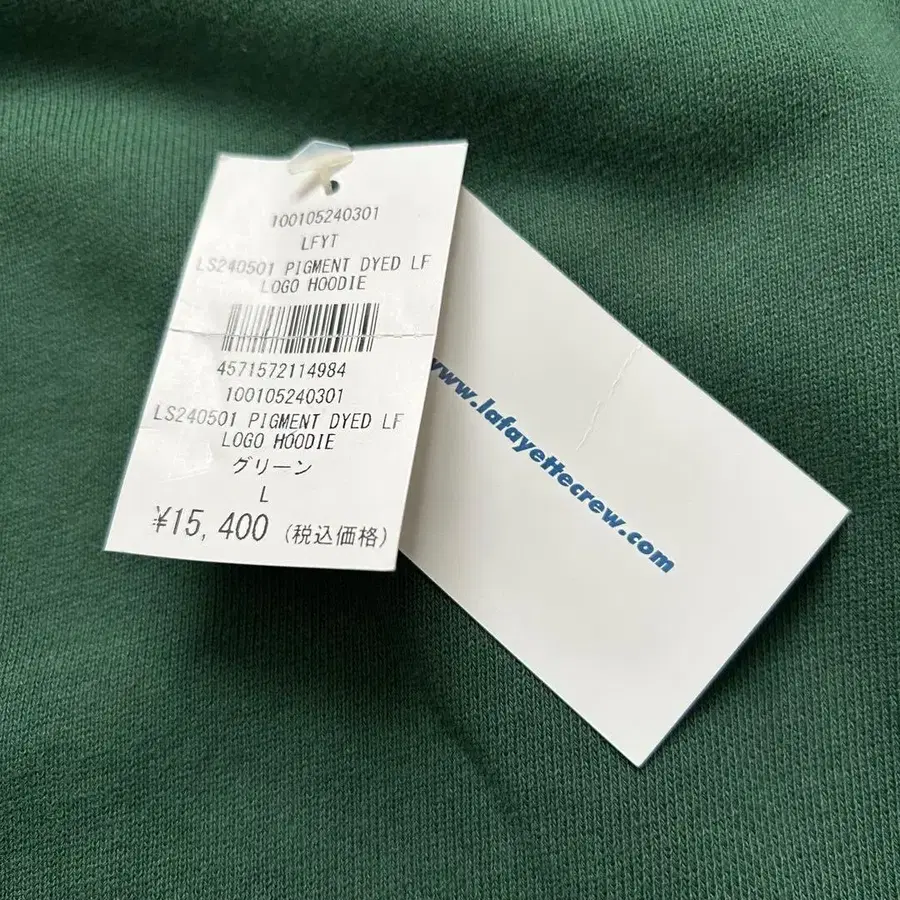 100105240301
LFYT
LS240501 PIGMENT DYED LF
LOGO HOODIE
4571572114984
100105240301
LS240501 PIGMENT DYED LF
LOGO HOODIE
グリーン
L
¥15,400 (税込価格)
www.lafayettecrew.com